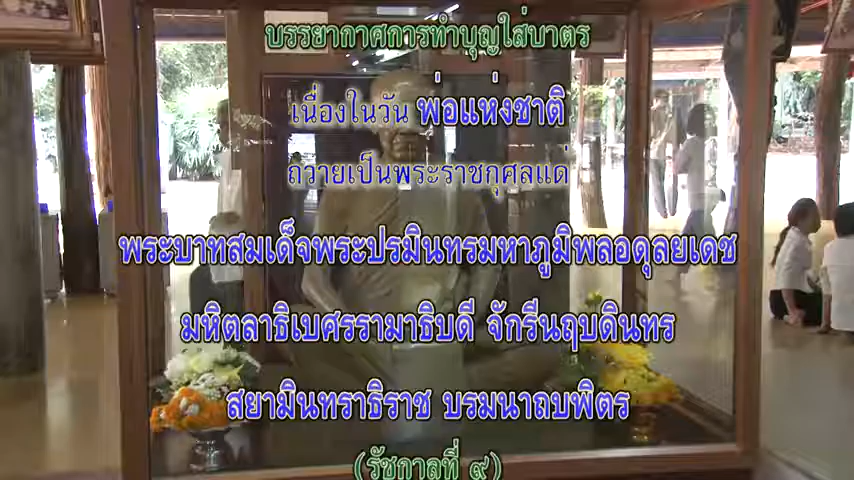 บรรยากาศการทำบุญใส่บาตร
เนื่องในวัน พ่อแห่งชาติ
ถวายเป็นพระราชกุศลแด่
พระบาทสมเด็จพระปรมินทรมหาภูมิพลอดุลยเดช
มหิตลาธิเบศรรามาธิบดี จักรีนฤบดินทร
สยามินทราธิราช บรมนาถบพิตร
(รัชกาลที่ ๙)